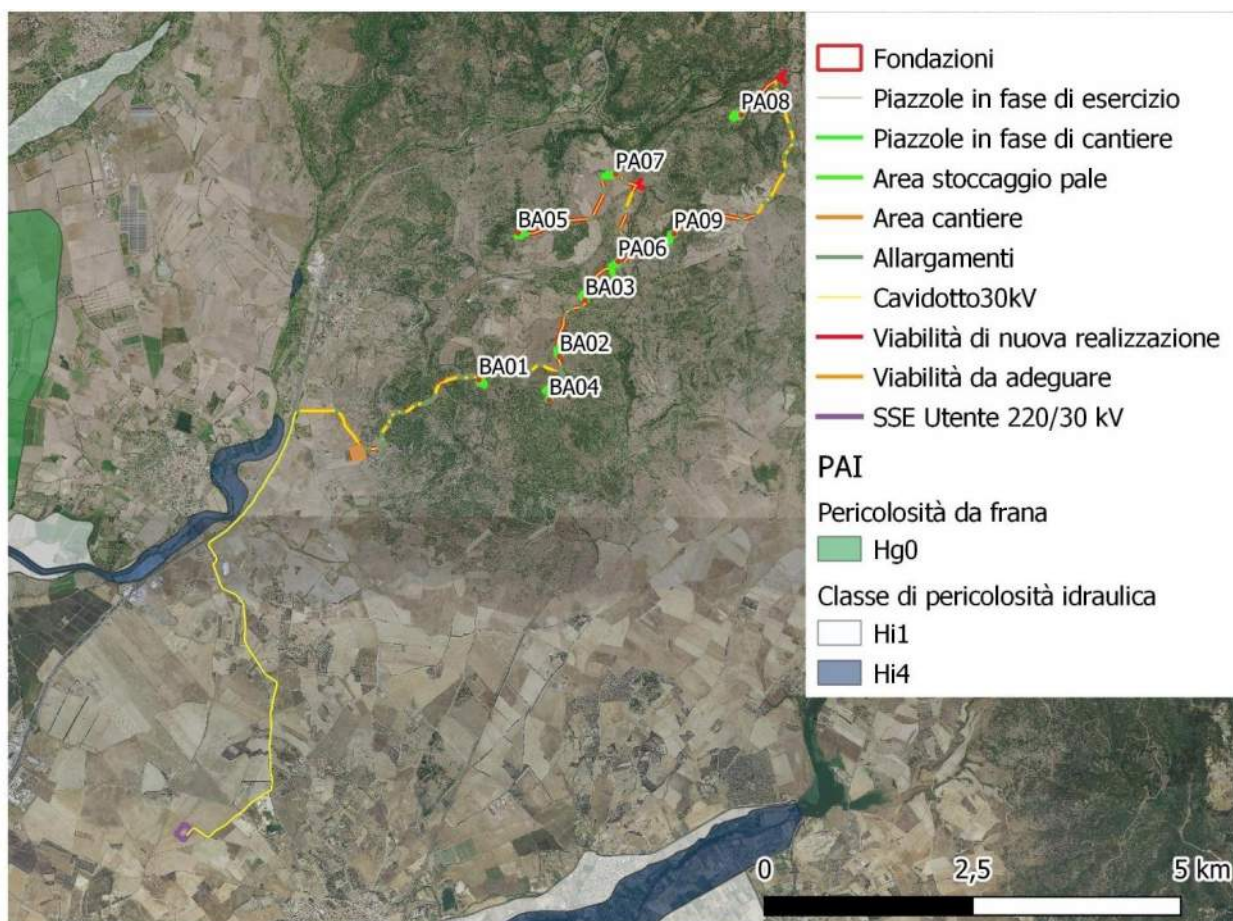 Fondazioni
Piazzole in fase di esercizio
Piazzole in fase di cantiere
Area stoccaggio pale
Area cantiere
Allargamenti
Cavidotto30kV
Viabilità di nuova realizzazione
Viabilità da adeguare
SSE Utente 220/30 kV
PAI
Pericolosità da frana
Hg0
Classe di pericolosità idraulica
Hi1
Hi4
PA08
PA07
BA05
PA09
PA06
BA03
BA02
BA01
BA04
0 2,5 5 km